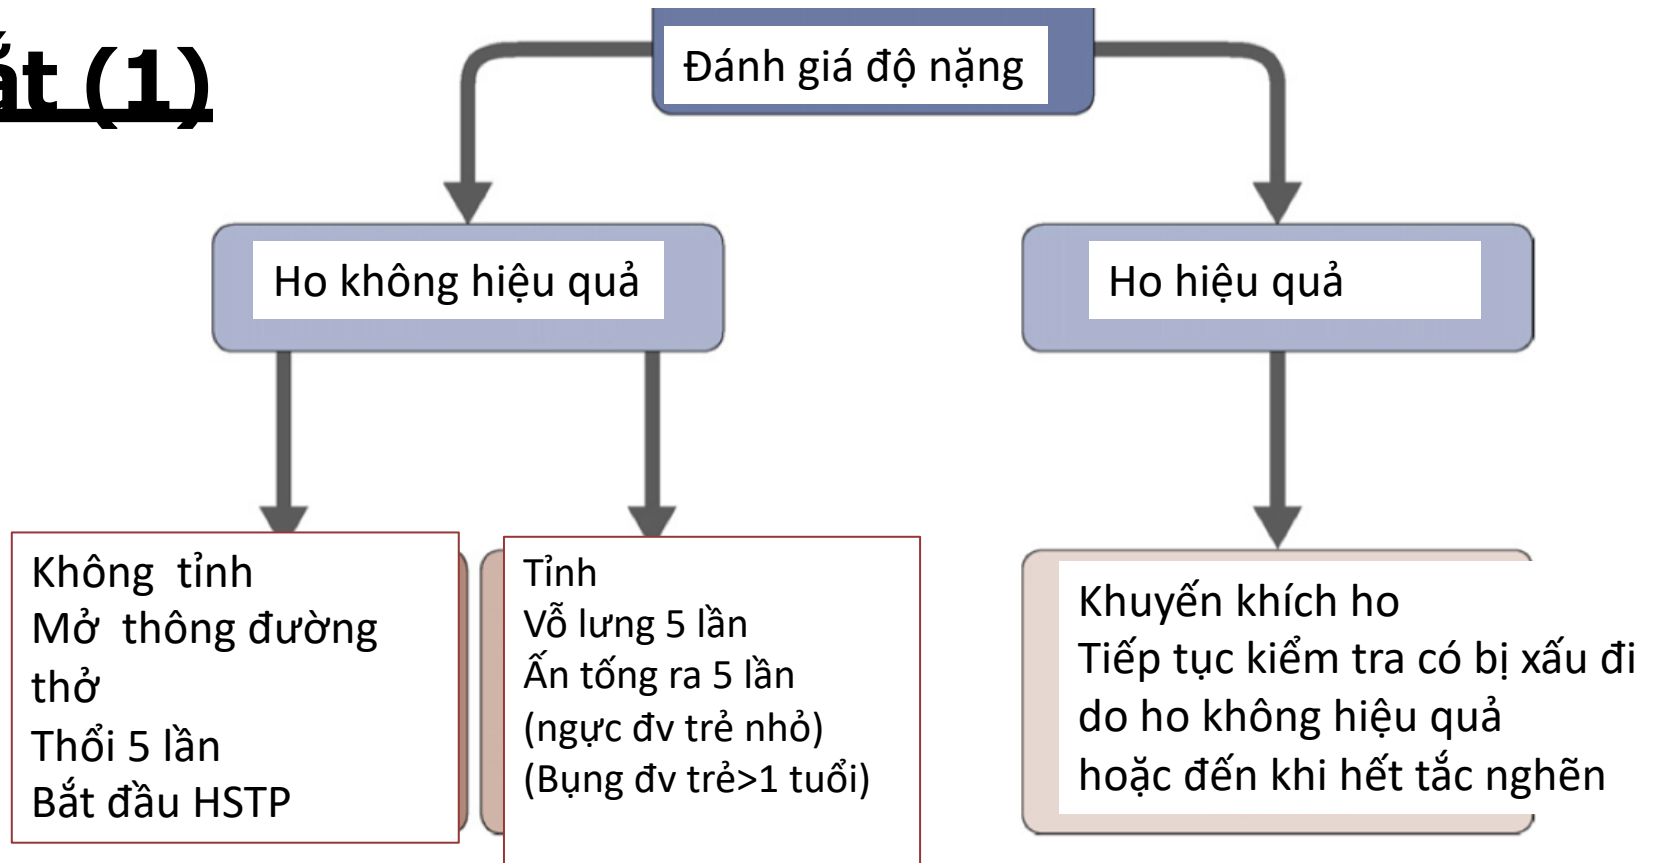 ắt (1)
Đánh giá độ nặng
Ho không hiệu quả
Ho hiệu quả
Không tỉnh
Mở thông đường
thở
Thổi 5 lần
Bắt đầu HSTP
Tỉnh
Vỗ lưng 5 lần
Ấn tống ra 5 lần
(ngực đv trẻ nhỏ)
(Bụng đv trẻ>1 tuổi)
Khuyến khích ho
Tiếp tục kiểm tra có bị xấu đi
do ho không hiệu quả
hoặc đến khi hết tắc nghẽn